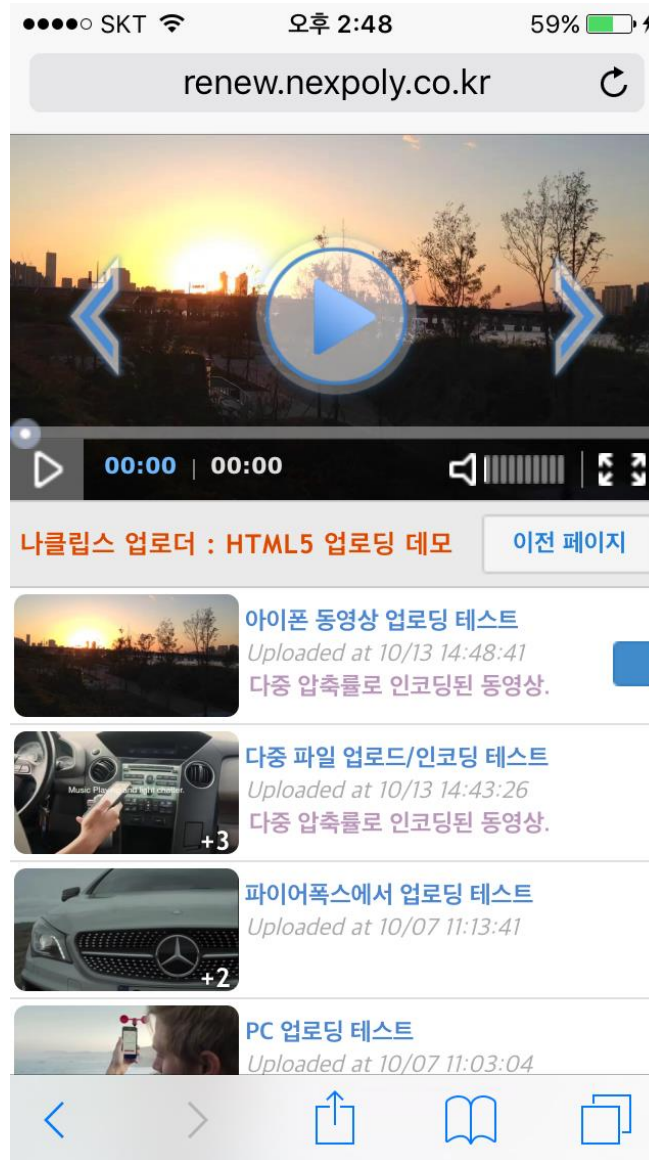 SKT 오후 2:48 59%
renew.nexpoly.co.kr
00:00 | 00:00
나클립스 업로더 : HTML5 업로딩 데모 이전 페이지
아이폰 동영상 업로딩 테스트
Uploaded at 10/13 14:48:41
다중 압축률로 인코딩된 동영상.
다중 파일 업로드/인코딩 테스트
Uploaded at 10/13 14:43:26
다중 압축률로 인코딩된 동영상.
Music Playing and light chatter.
+3
파이어폭스에서 업로딩 테스트
Uploaded at 10/07 11:13:41
+2
PC 업로딩 테스트
Uploaded at 10/07 11:03:04